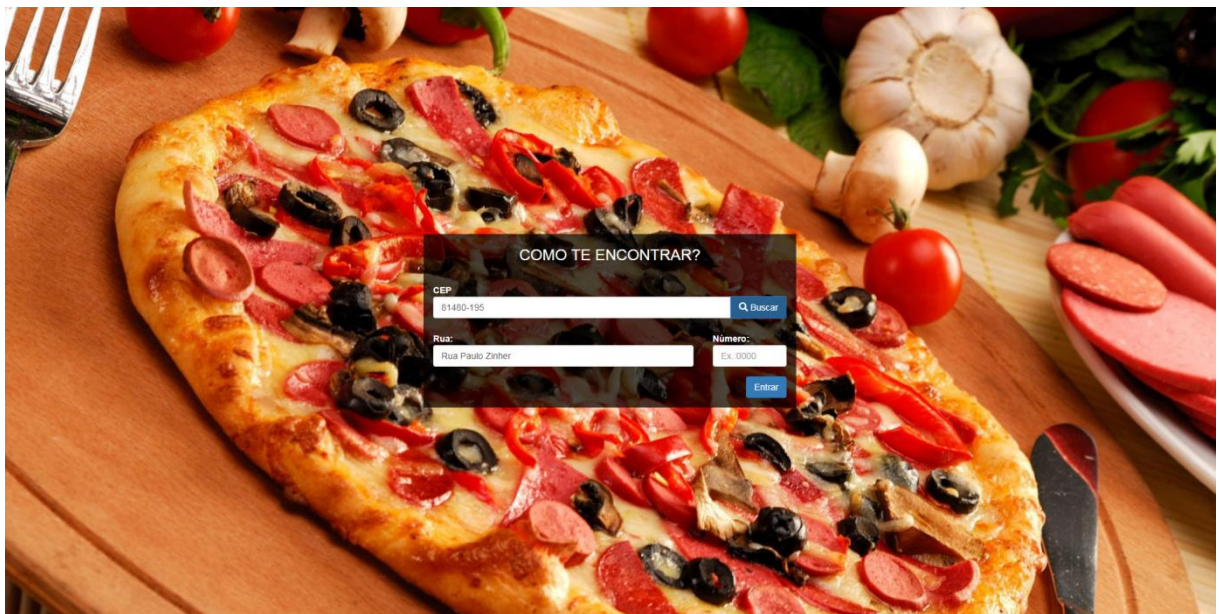 COMO TE ENCONTRAR?
CEP
81480-195 Buscar
Rua: Número:
Rua Paulo Zinher Ex. 0000
Entrar